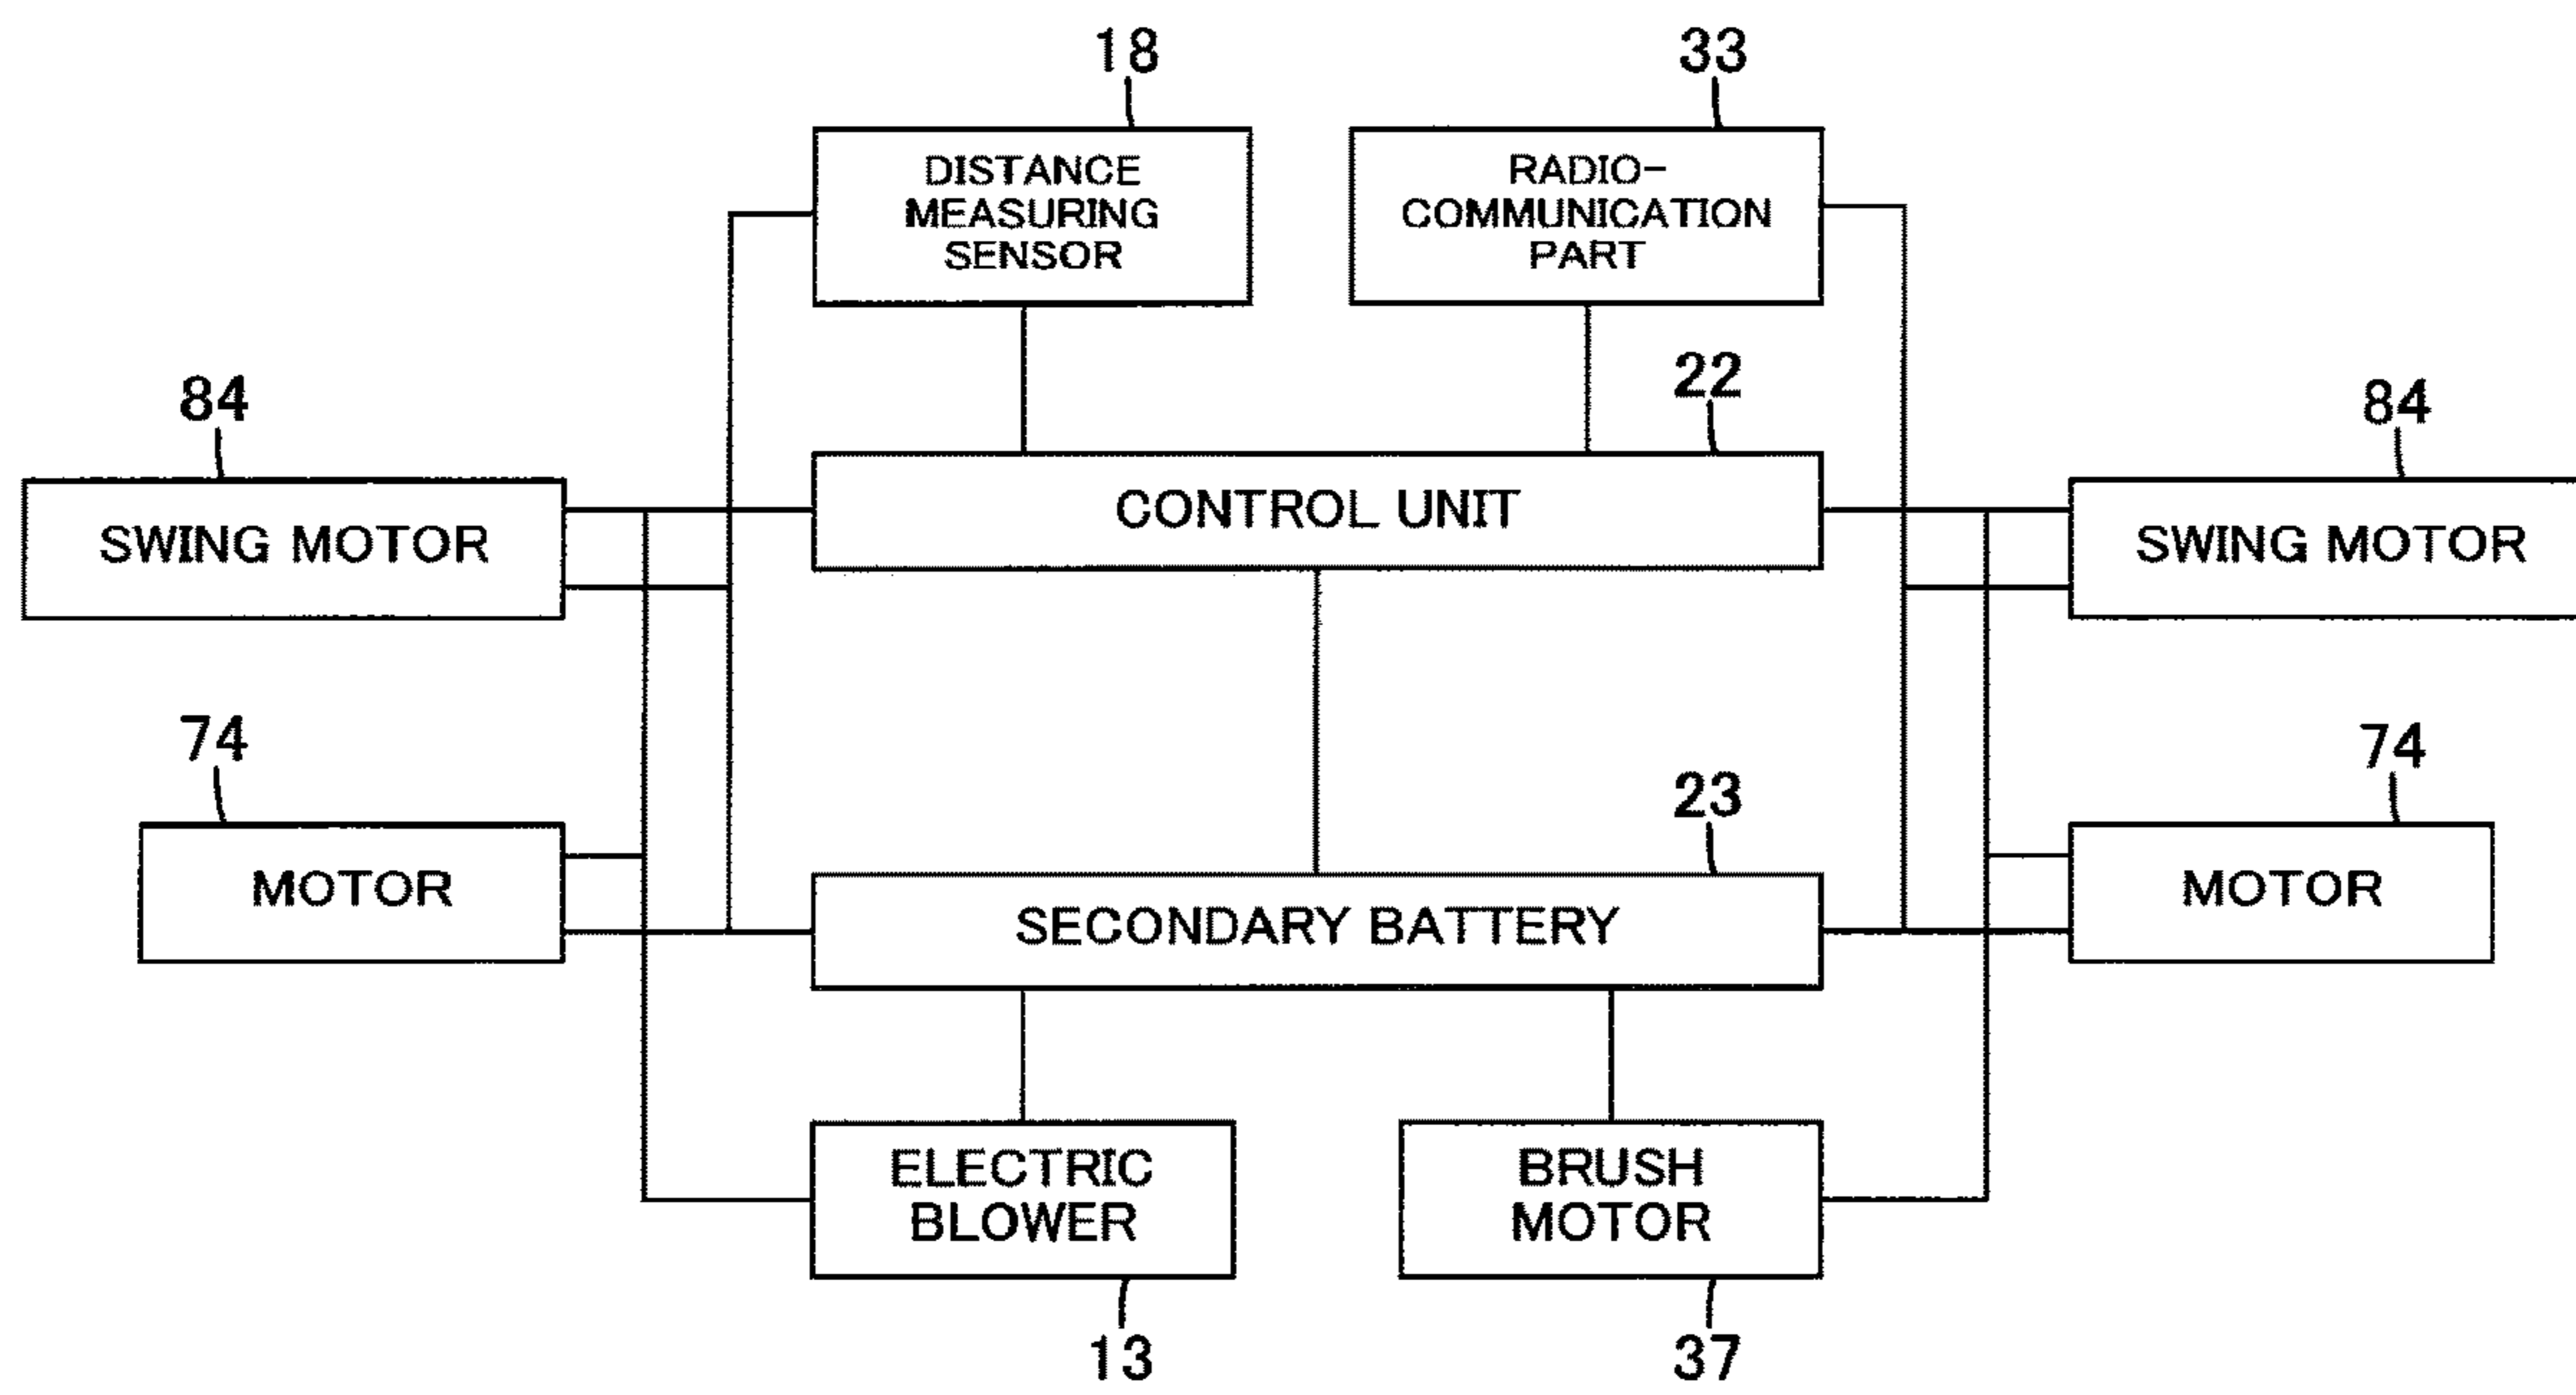 18
33
DISTANCE
MEASURING
SENSOR
RADIO-
COMMUNICATION
PART
84
22
84
SWING MOTOR
CONTROL UNIT
SWING MOTOR
74
23
74
MOTOR
SECONDARY BATTERY
MOTOR
ELECTRIC
BLOWER
BRUSH
MOTOR
13
37